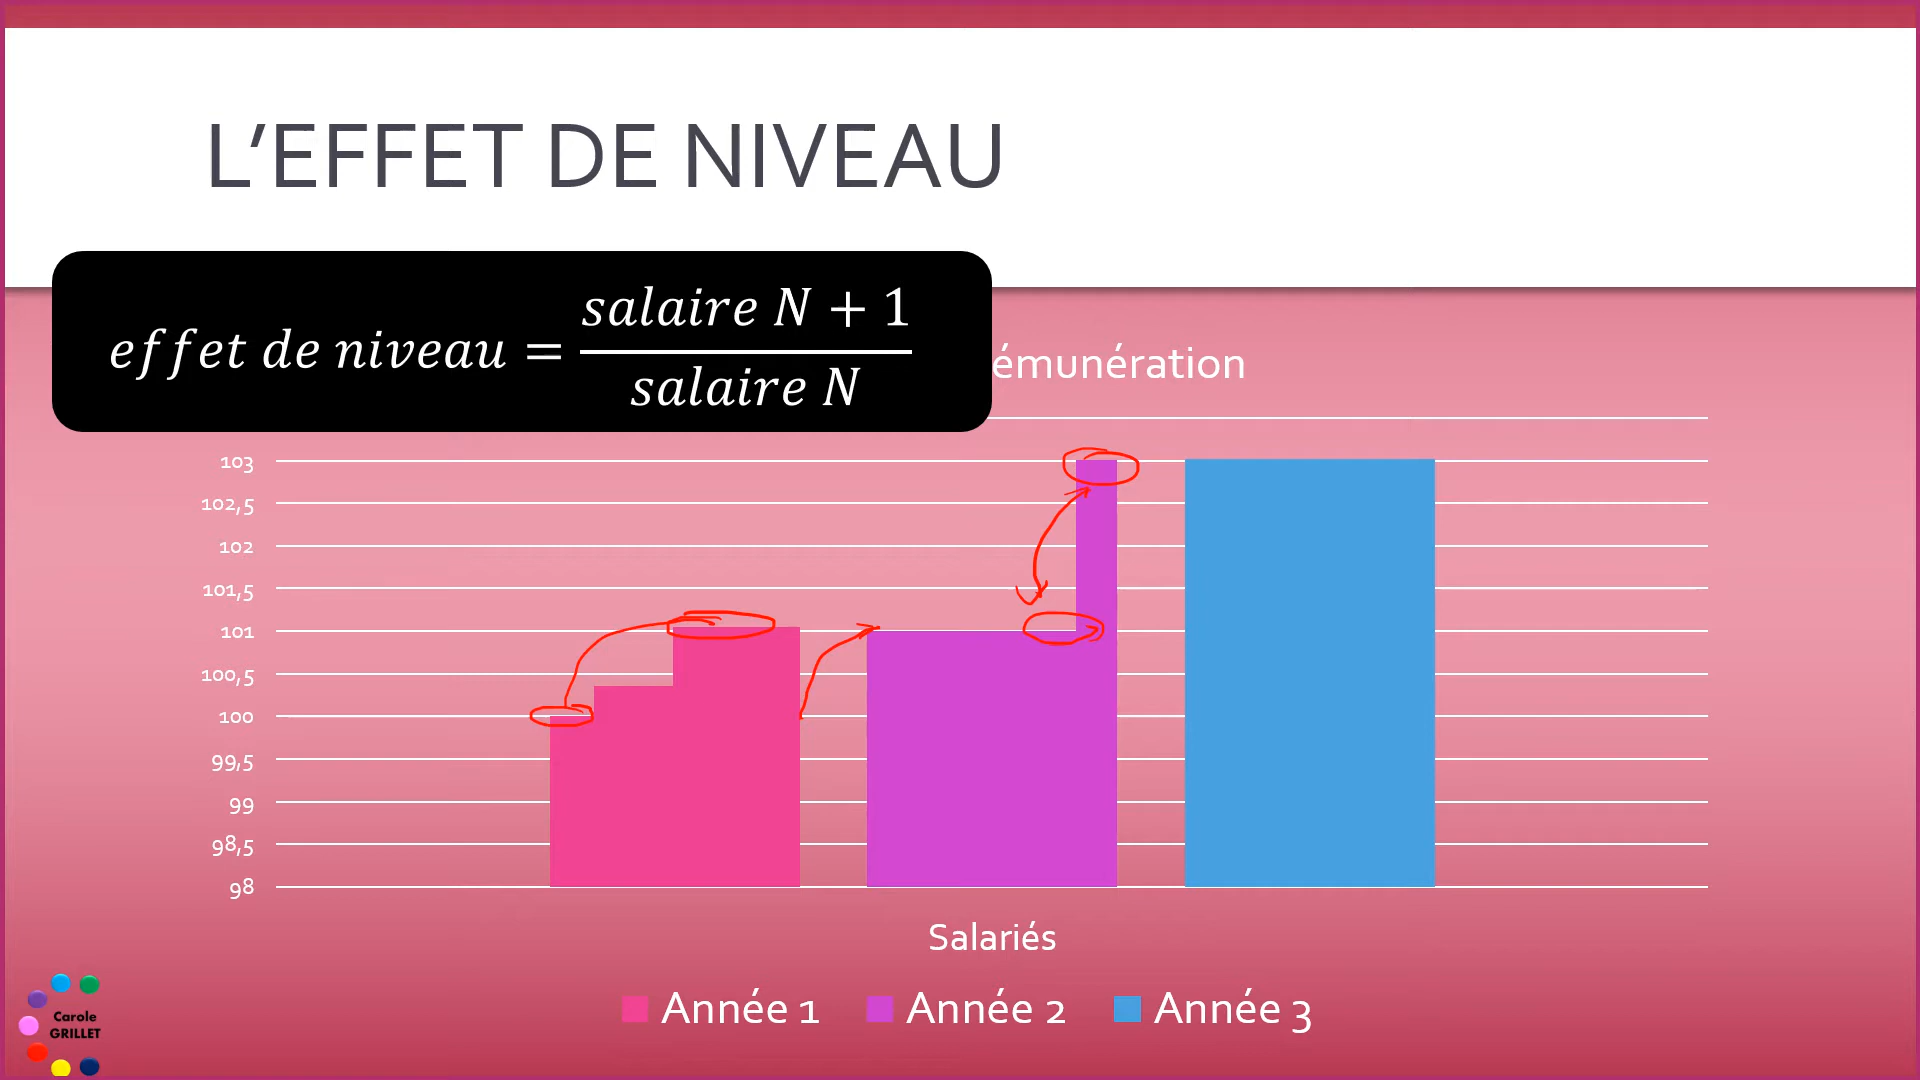 L'EFFET DE NIVEAU
effet de niveau = salaire N + 1 / salaire N
émunération
103
102,5
102
101,5
101
100,5
100
99,5
99
98,5
98
Salariés
Année 1 Année 2 Année 3
Carole
GRILLET